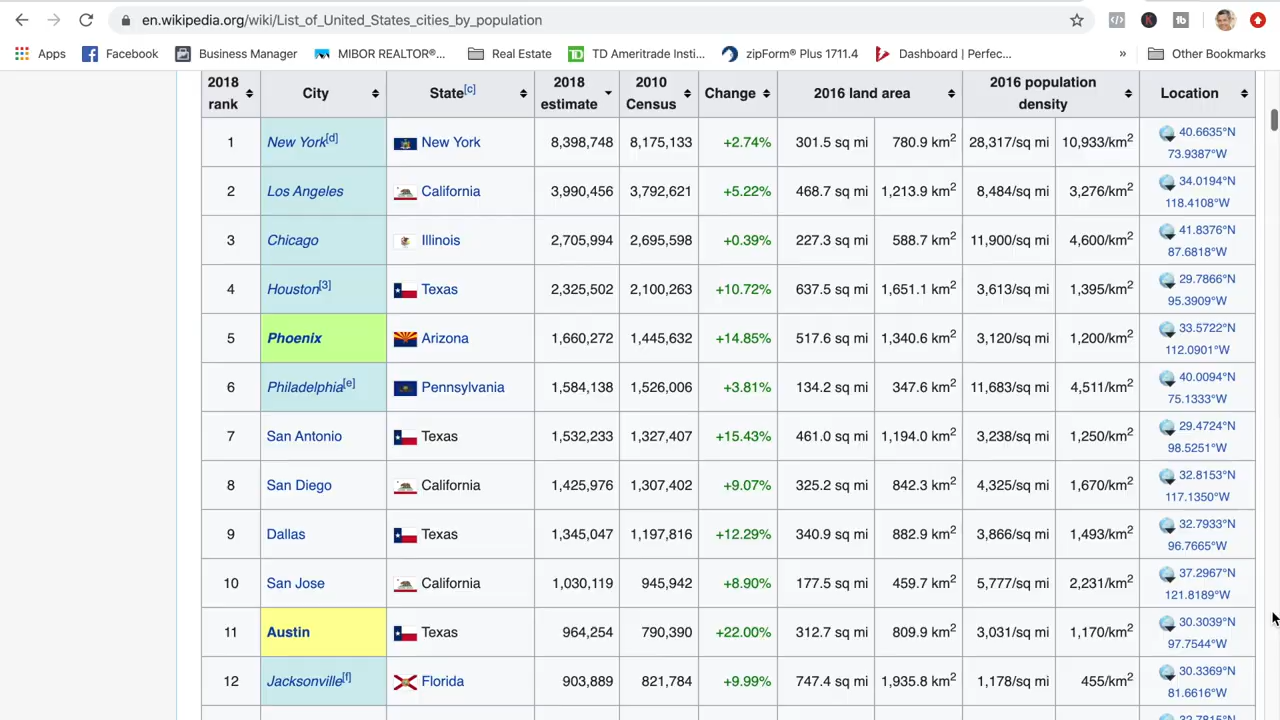 en.wikipedia.org/wiki/List_of_United_States_cities_by_population
Apps Facebook Business Manager MIBOR REALTOR®... Real Estate TD Ameritrade Insti... zipForm® Plus 1711.4 Dashboard | Perfec... » Other Bookmarks
2018 rank City State[c] 2018 estimate 2010 Census Change 2016 land area 2016 population density Location
1 New York[d] New York 8,398,748 8,175,133 +2.74% 301.5 sq mi 780.9 km2 28,317/sq mi 10,933/km2 40.6635°N 73.9387°W
2 Los Angeles California 3,990,456 3,792,621 +5.22% 468.7 sq mi 1,213.9 km2 8,484/sq mi 3,276/km2 34.0194°N 118.4108°W
3 Chicago Illinois 2,705,994 2,695,598 +0.39% 227.3 sq mi 588.7 km2 11,900/sq mi 4,600/km2 41.8376°N 87.6818°W
4 Houston[3] Texas 2,325,502 2,100,263 +10.72% 637.5 sq mi 1,651.1 km2 3,613/sq mi 1,395/km2 29.7866°N 95.3909°W
5 Phoenix Arizona 1,660,272 1,445,632 +14.85% 517.6 sq mi 1,340.6 km2 3,120/sq mi 1,200/km2 33.5722°N 112.0901°W
6 Philadelphia[e] Pennsylvania 1,584,138 1,526,006 +3.81% 134.2 sq mi 347.6 km2 11,683/sq mi 4,511/km2 40.0094°N 75.1333°W
7 San Antonio Texas 1,532,233 1,327,407 +15.43% 461.0 sq mi 1,194.0 km2 3,238/sq mi 1,250/km2 29.4724°N 98.5251°W
8 San Diego California 1,425,976 1,307,402 +9.07% 325.2 sq mi 842.3 km2 4,325/sq mi 1,670/km2 32.8153°N 117.1350°W
9 Dallas Texas 1,345,047 1,197,816 +12.29% 340.9 sq mi 882.9 km2 3,866/sq mi 1,493/km2 32.7933°N 96.7665°W
10 San Jose California 1,030,119 945,942 +8.90% 177.5 sq mi 459.7 km2 5,777/sq mi 2,231/km2 37.2967°N 121.8189°W
11 Austin Texas 964,254 790,390 +22.00% 312.7 sq mi 809.9 km2 3,031/sq mi 1,170/km2 30.3039°N 97.7544°W
12 Jacksonville[f] Florida 903,889 821,784 +9.99% 747.4 sq mi 1,935.8 km2 1,178/sq mi 455/km2 30.3369°N 81.6616°W